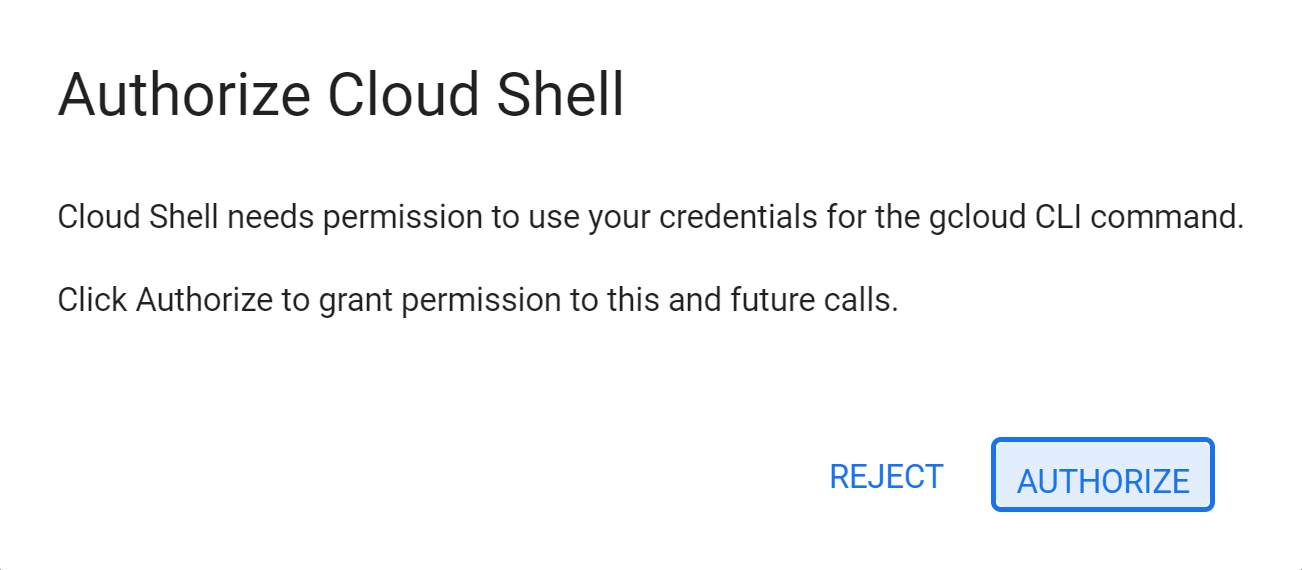 Authorize Cloud Shell
Cloud Shell needs permission to use your credentials for the gcloud CLI command.
Click Authorize to grant permission to this and future calls.
REJECT
AUTHORIZE